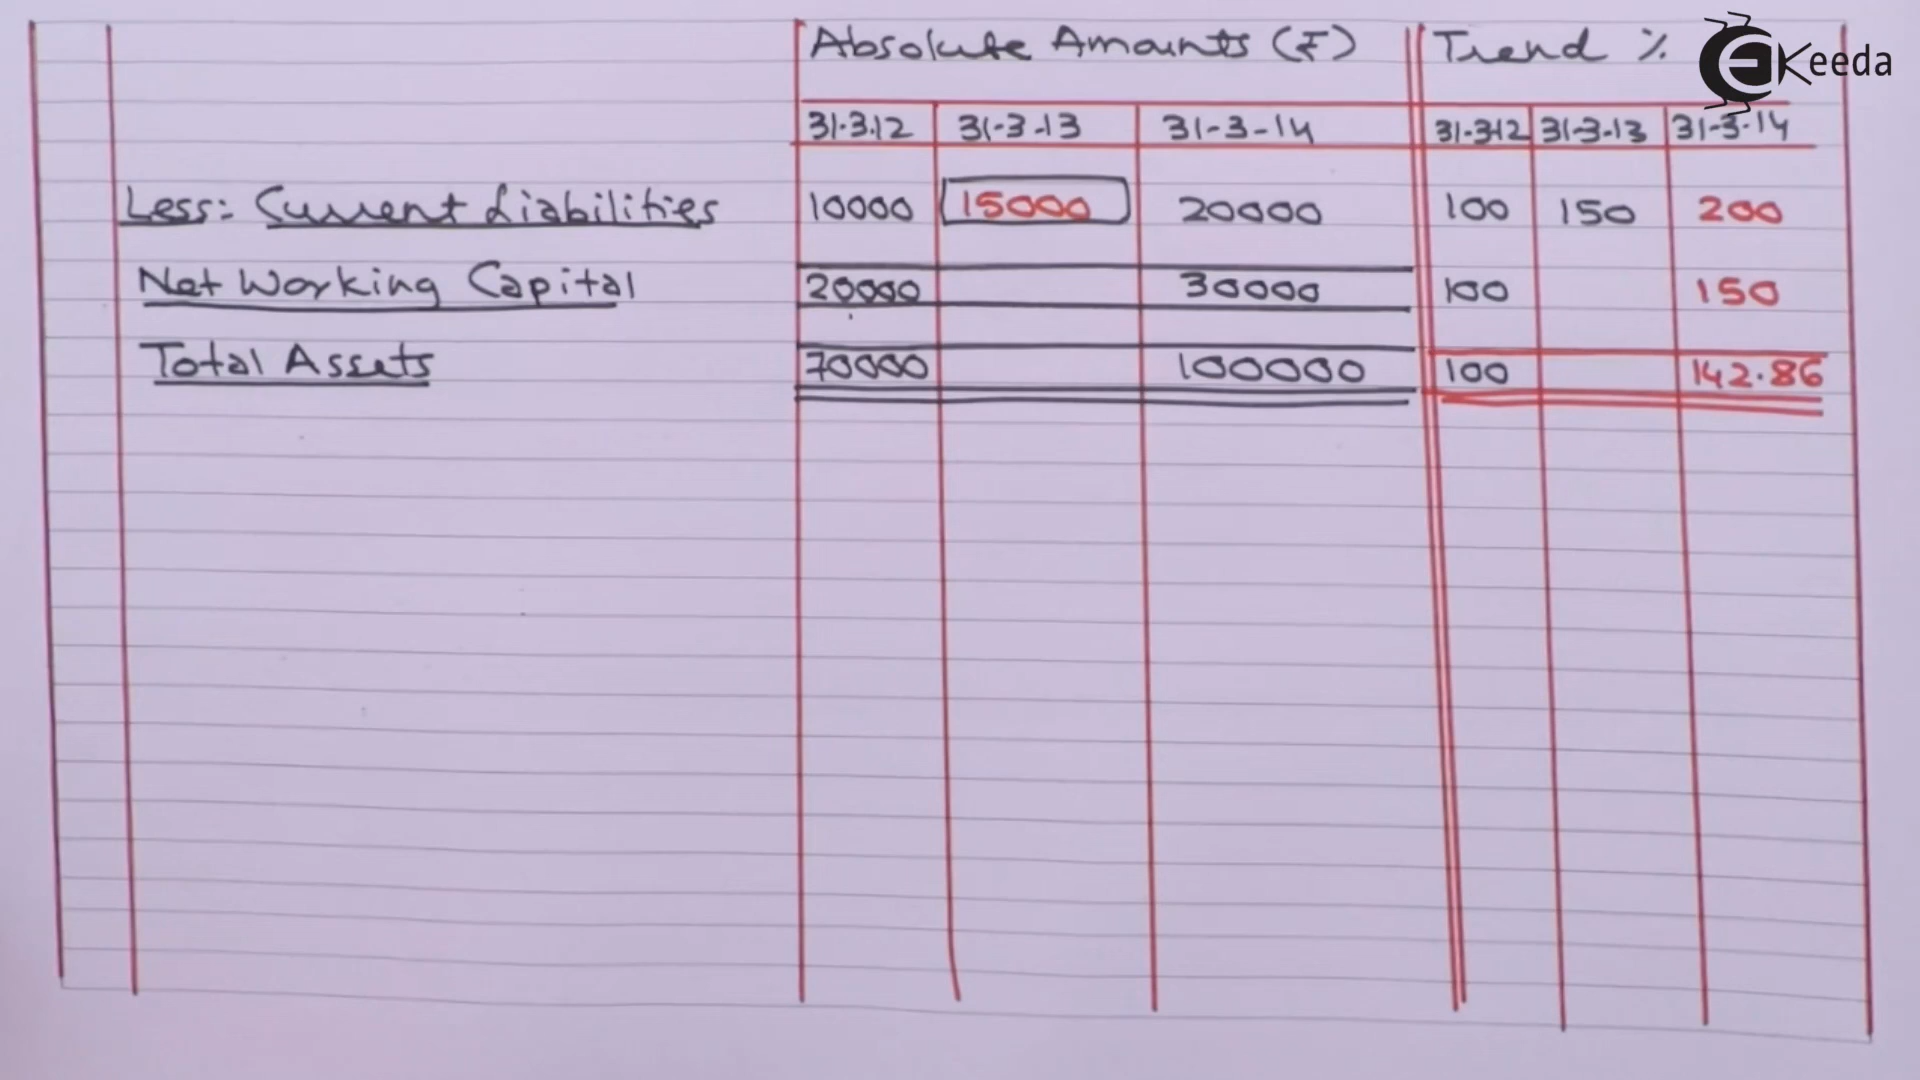 Absolute Amounts (₹) Trend %
EKeeda
31-3-12 31-3-13 31-3-14 31-3-12 31-3-13 31-3-14
Less: Current Liabilities 10000 15000 20000 100 150 200
Net Working Capital 20000 30000 100 150
Total Assets 70000 100000 100 142.86